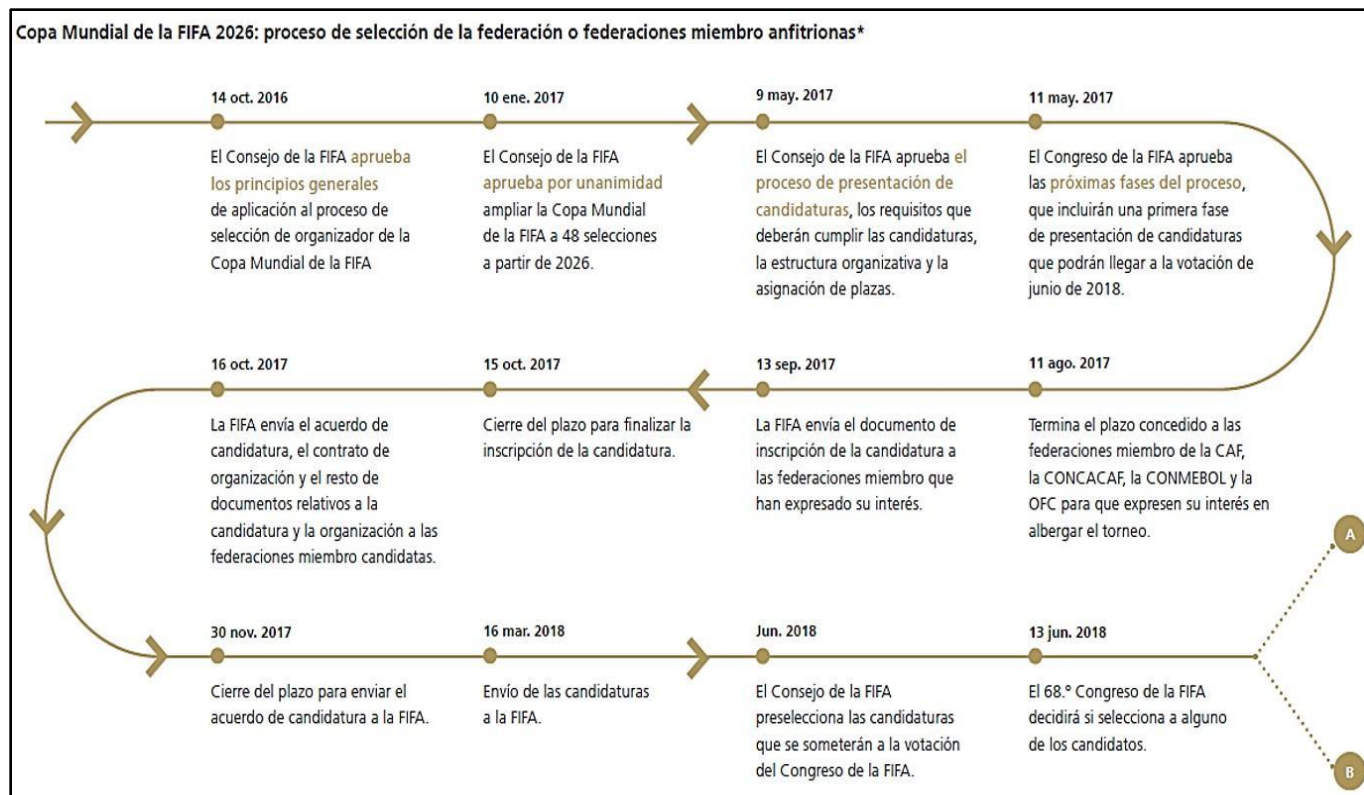 Copa Mundial de la FIFA 2026: proceso de selección de la federación o federaciones miembro anfitrionas*
14 oct. 2016
El Consejo de la FIFA aprueba
los principios generales
de aplicación al proceso de
selección de organizador de la
Copa Mundial de la FIFA
10 ene. 2017
El Consejo de la FIFA
aprueba por unanimidad
ampliar la Copa Mundial
de la FIFA a 48 selecciones
a partir de 2026.
9 may. 2017
El Consejo de la FIFA aprueba el
proceso de presentación de
candidaturas, los requisitos que
deberán cumplir las candidaturas,
la estructura organizativa y la
asignación de plazas.
11 may. 2017
El Congreso de la FIFA aprueba
las próximas fases del proceso,
que incluirán una primera fase
de presentación de candidaturas
que podrán llegar a la votación de
junio de 2018.
16 oct. 2017
La FIFA envía el acuerdo de
candidatura, el contrato de
organización y el resto de
documentos relativos a la
candidatura y la organización a las
federaciones miembro candidatas.
15 oct. 2017
Cierre del plazo para finalizar la
inscripción de la candidatura.
13 sep. 2017
La FIFA envía el documento de
inscripción de la candidatura a
las federaciones miembro que
han expresado su interés.
11 ago. 2017
Termina el plazo concedido a las
federaciones miembro de la CAF,
la CONCACAF, la CONMEBOL y la
OFC para que expresen su interés en
albergar el torneo.
30 nov. 2017
Cierre del plazo para enviar el
acuerdo de candidatura a la FIFA.
16 mar. 2018
Envío de las candidaturas
a la FIFA.
Jun. 2018
El Consejo de la FIFA
preselecciona las candidaturas
que se someterán a la votación
del Congreso de la FIFA.
13 jun. 2018
El 68.º Congreso de la FIFA
decidirá si selecciona a alguno
de los candidatos.
A
B